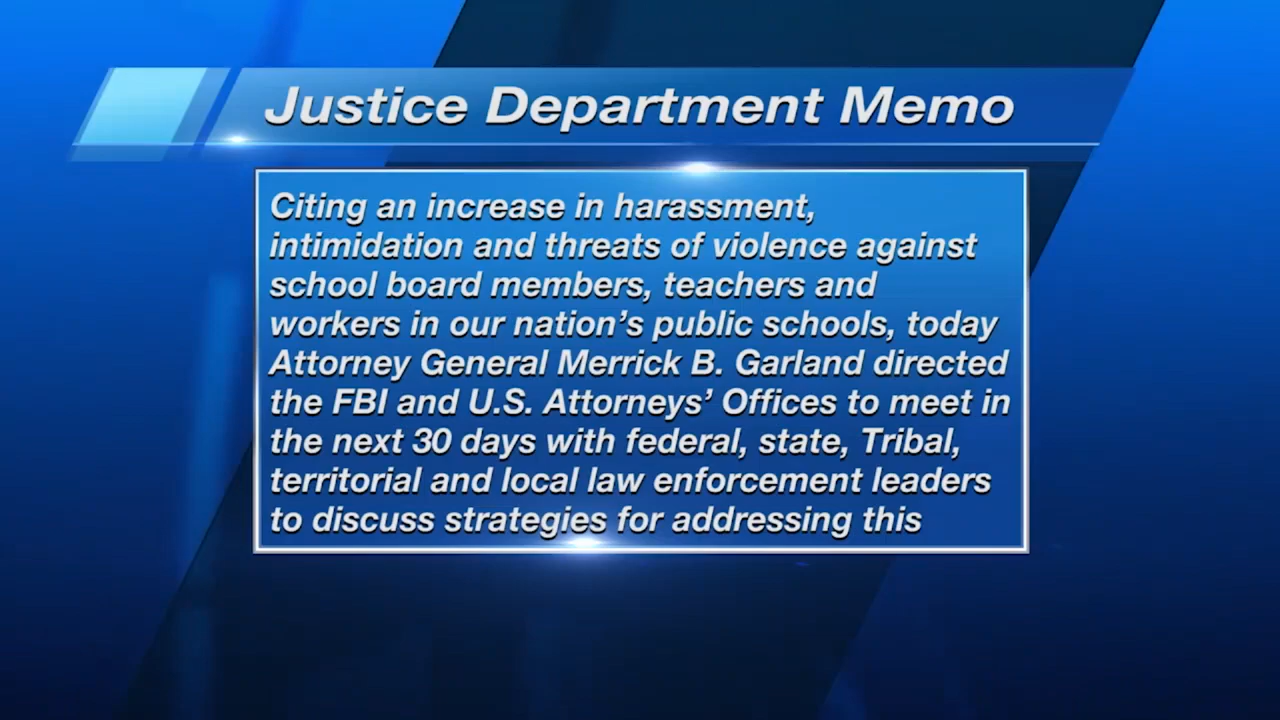 Justice Department Memo
Citing an increase in harassment,
intimidation and threats of violence against
school board members, teachers and
workers in our nation’s public schools, today
Attorney General Merrick B. Garland directed
the FBI and U.S. Attorneys’ Offices to meet in
the next 30 days with federal, state, Tribal,
territorial and local law enforcement leaders
to discuss strategies for addressing this